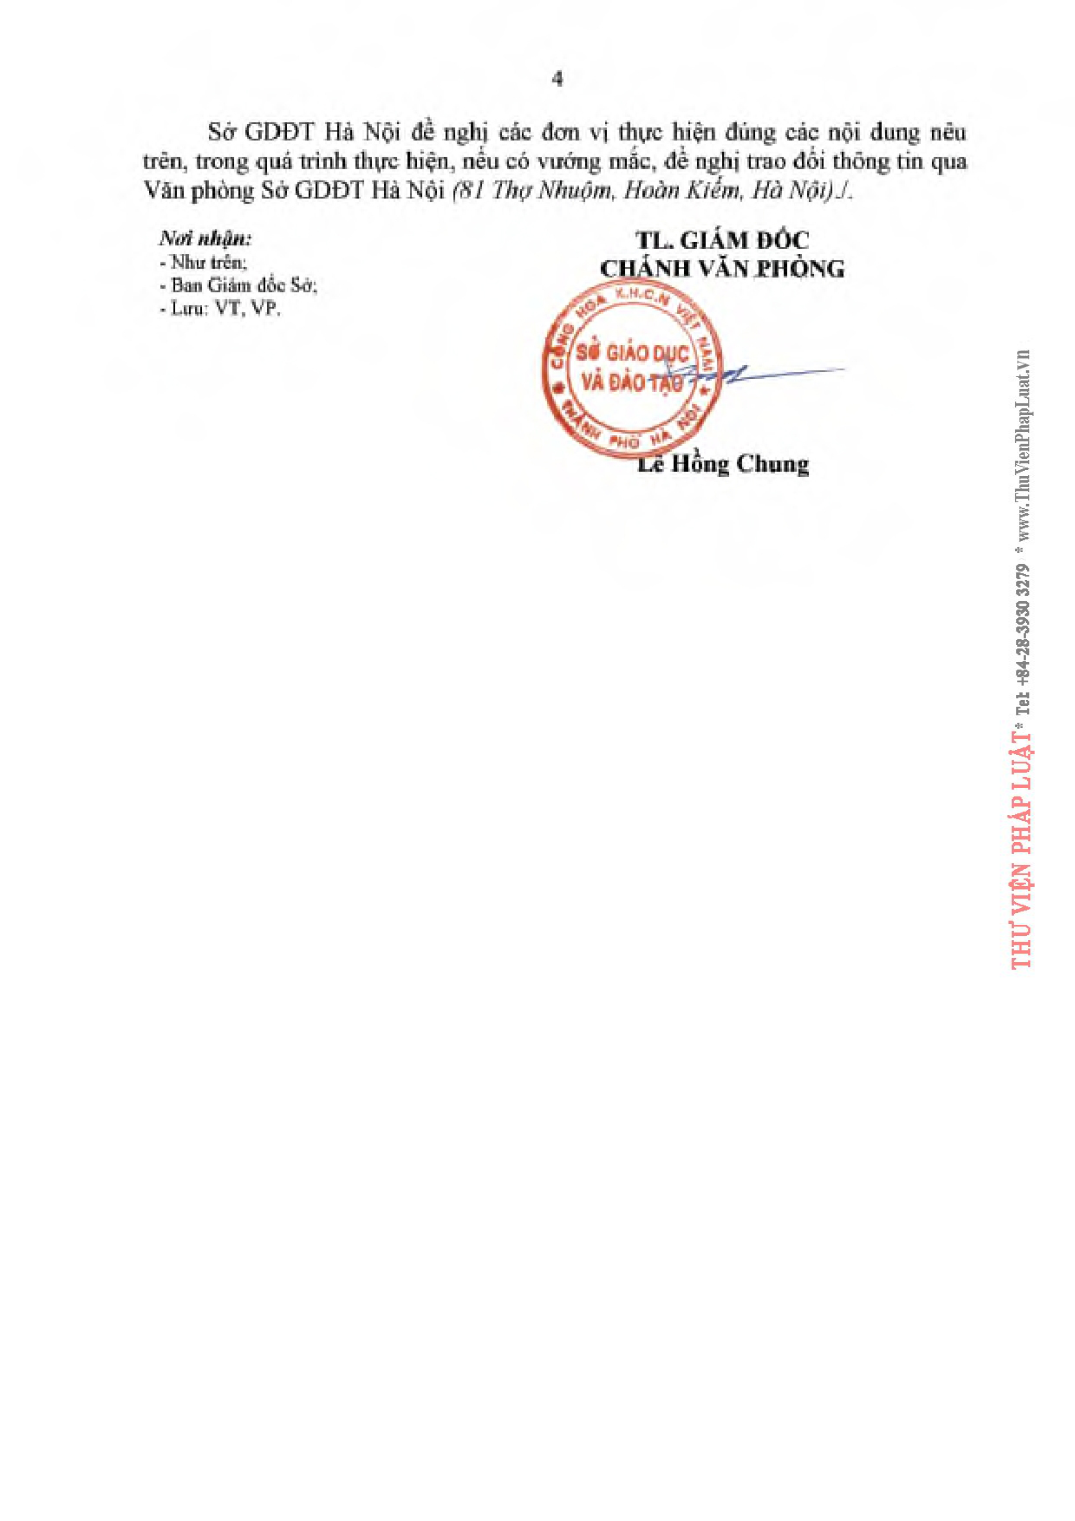 4
Sở GDĐT Hà Nội đề nghị các đơn vị thực hiện đúng các nội dung nêu
trên, trong quá trình thực hiện, nếu có vướng mắc, đề nghị trao đổi thông tin qua
Văn phòng Sở GDĐT Hà Nội (81 Thợ Nhuộm, Hoàn Kiếm, Hà Nội)./.
Nơi nhận:
- Như trên;
- Ban Giám đốc Sở;
- Lưu: VT, VP.
TL. GIÁM ĐỐC
CHÁNH VĂN PHÒNG
CỘNG HÒA X.H.C.N VIỆT NAM
SỞ GIÁO DỤC
VÀ ĐÀO TẠO
THÀNH PHỐ HÀ NỘI
Lê Hồng Chung
THƯ VIỆN PHÁP LUẬT * Tel: +84-28-3930 3279 * www.ThuVienPhapLuat.vn